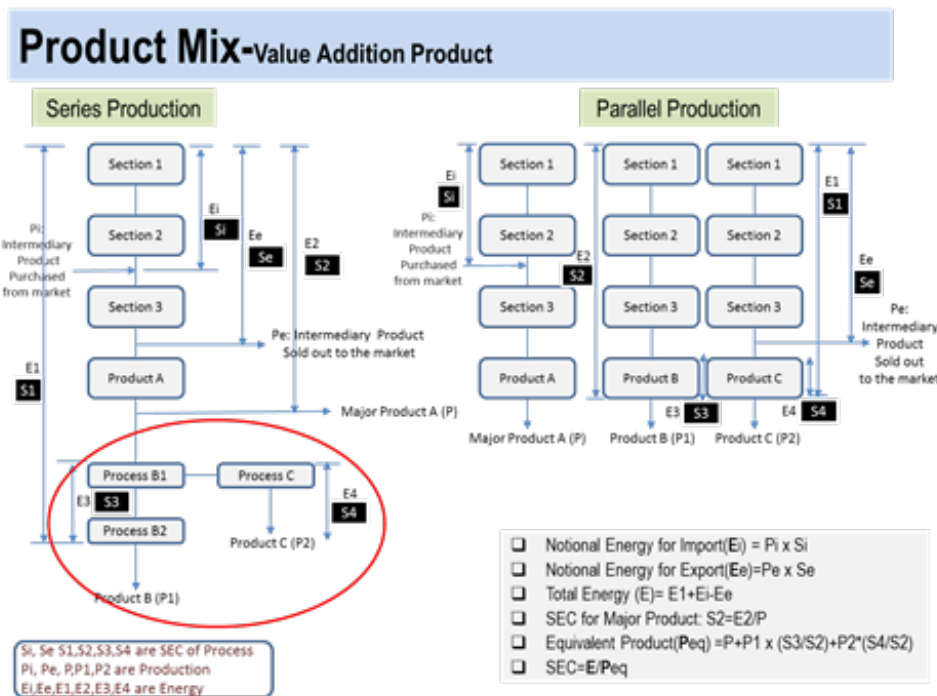 Product Mix-Value Addition Product
Series Production
Section 1
Section 2
Section 3
Product A
Process B1
Process C
Process B2
Product C (P2)
Product B (P1)
Pi:
Intermediary
Product
Purchased
from market
Ei
Si
Ee
Se
E2
S2
Pe: Intermediary Product
Sold out to the market
E1
S1
Major Product A (P)
E3
S3
E4
S4
Si, Se S1,S2,S3,S4 are SEC of Process
Pi, Pe, P,P1,P2 are Production
Ei,Ee,E1,E2,E3,E4 are Energy
Parallel Production
Section 1
Section 1
Section 1
Section 2
Section 2
Section 2
Section 3
Section 3
Section 3
Product A
Product B
Product C
Ei
Si
Pi:
Intermediary
Product
Purchased
from market
E2
S2
E1
S1
Ee
Se
Pe:
Intermediary
Product
Sold out
to the market
E3
S3
E4
S4
Major Product A (P)
Product B (P1)
Product C (P2)
Notional Energy for Import(Ei) = Pi x Si
Notional Energy for Export(Ee)=Pe x Se
Total Energy (E)= E1+Ei-Ee
SEC for Major Product: S2=E2/P
Equivalent Product(Peq) =P+P1 x (S3/S2)+P2*(S4/S2)
SEC=E/Peq